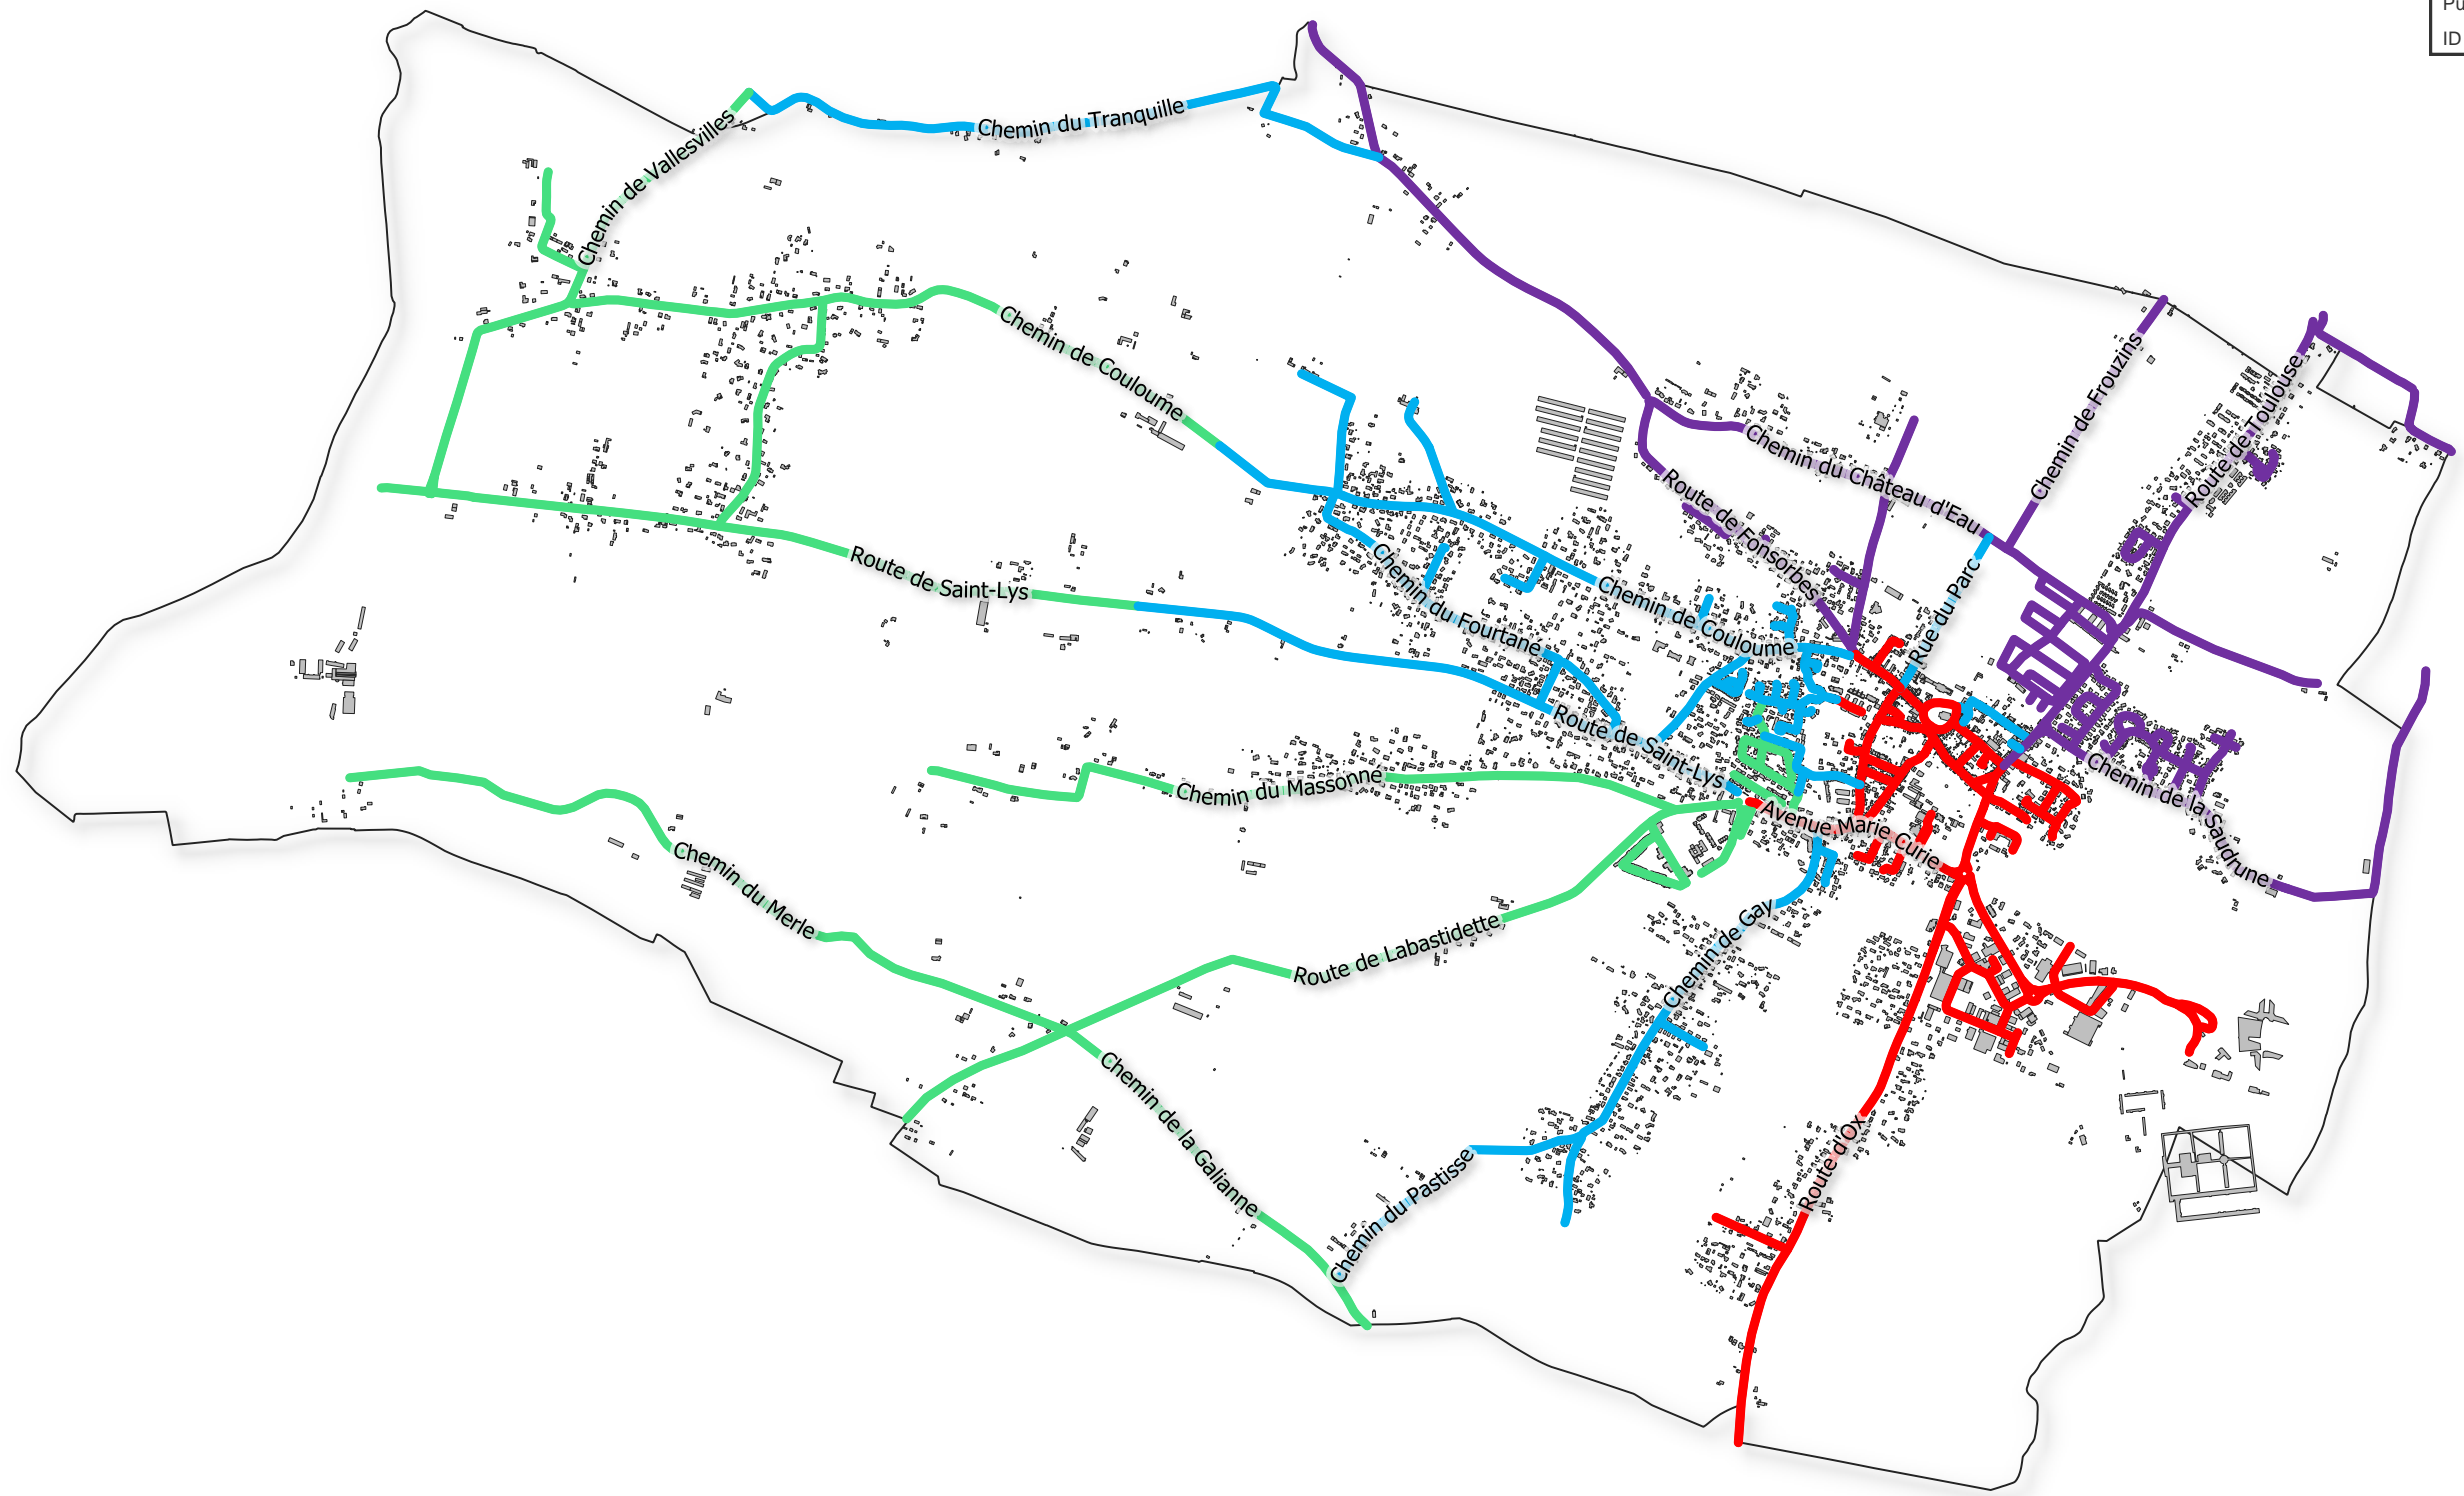 Pu
ID
Chemin du Tranquille
Chemin de Vallesvilles
Chemin de Couloume
Chemin de Frouzins
Route de Toulouse
Chemin du Château d'Eau
Route de Fonsorbes
Route de Saint-Lys
Chemin du Fourtané
Chemin de Couloume
Rue du Parc
Route de Saint-Lys
Chemin du Massonne
Avenue Marie Curie
Chemin de la Saudrune
Chemin du Merle
Route de Labastidette
Chemin de Gay
Chemin de la Galianne
Chemin du Pastisse
Route d'Ox